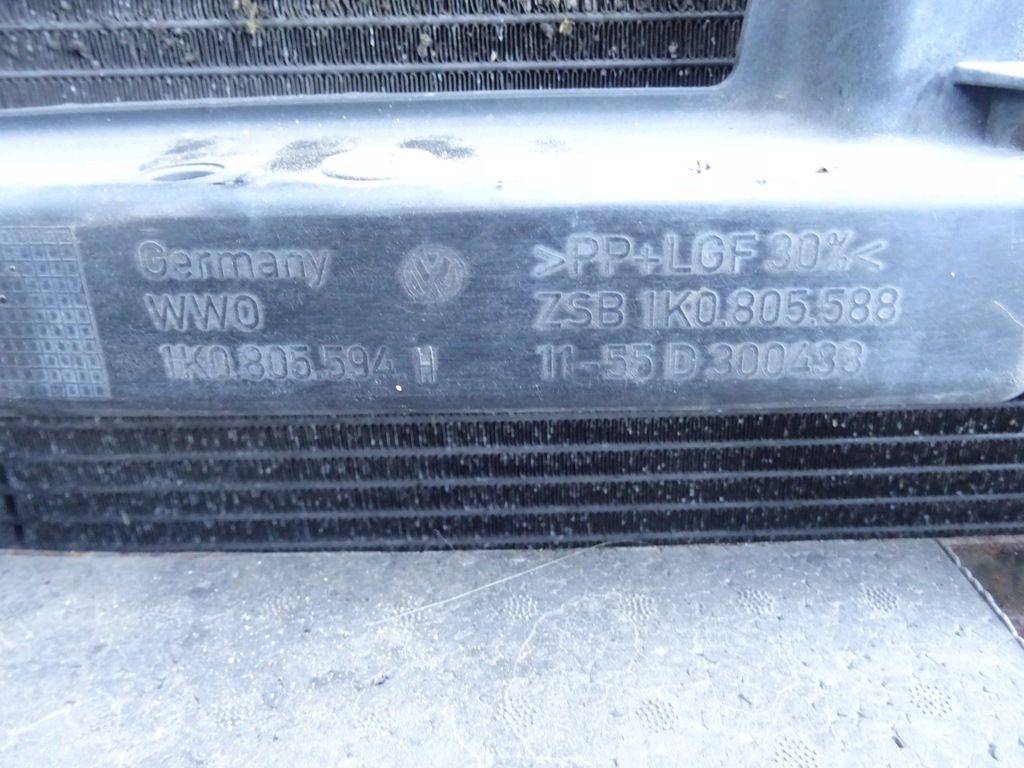 Germany
WWO
1K0.805.594 H
>PP+LGF 30%<
ZSB 1K0.805.588
11-55 D 300433